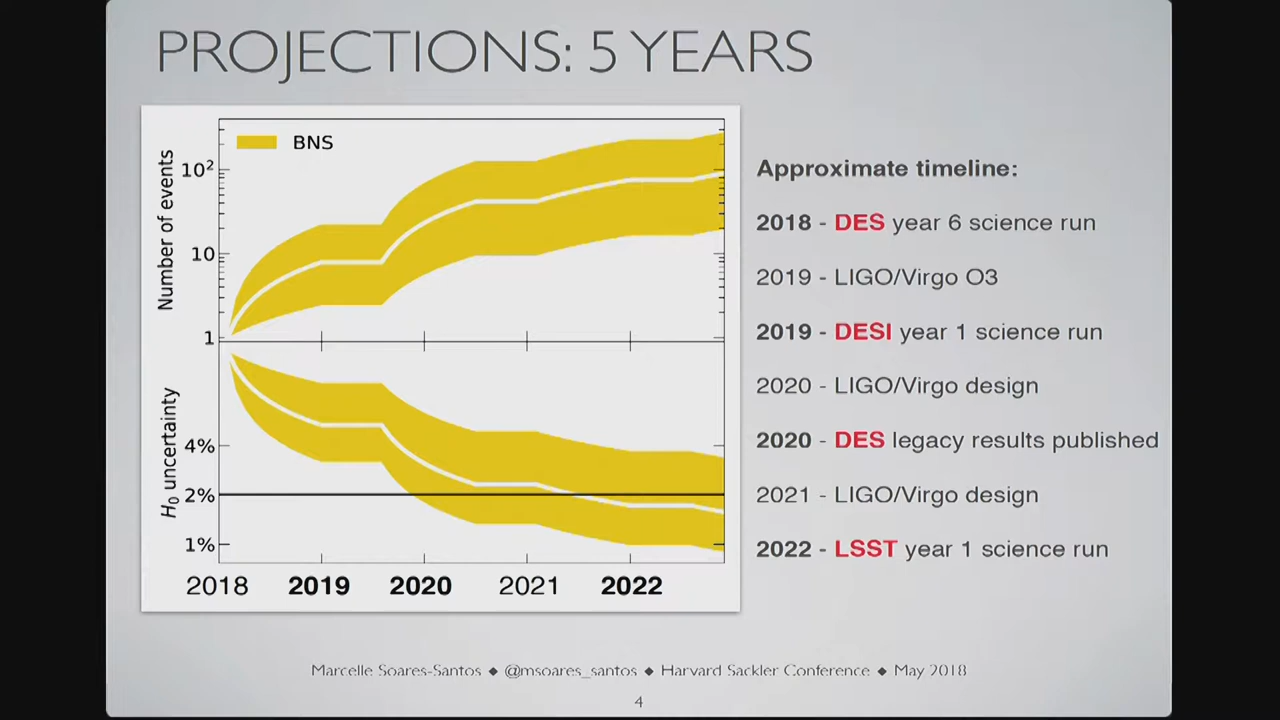 PROJECTIONS: 5 YEARS
BNS
Number of events
10²
10
1
H₀ uncertainty
4%
2%
1%
2018 2019 2020 2021 2022
Approximate timeline:
2018 - DES year 6 science run
2019 - LIGO/Virgo O3
2019 - DESI year 1 science run
2020 - LIGO/Virgo design
2020 - DES legacy results published
2021 - LIGO/Virgo design
2022 - LSST year 1 science run
Marcelle Soares-Santos ◆ @msoares_santos ◆ Harvard Sackler Conference ◆ May 2018
4